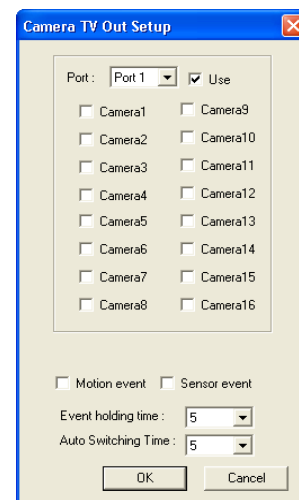 Camera TV Out Setup
Port : Port 1 Use
Camera1 Camera9
Camera2 Camera10
Camera3 Camera11
Camera4 Camera12
Camera5 Camera13
Camera6 Camera14
Camera7 Camera15
Camera8 Camera16
Motion event Sensor event
Event holding time : 5
Auto Switching Time : 5
OK Cancel